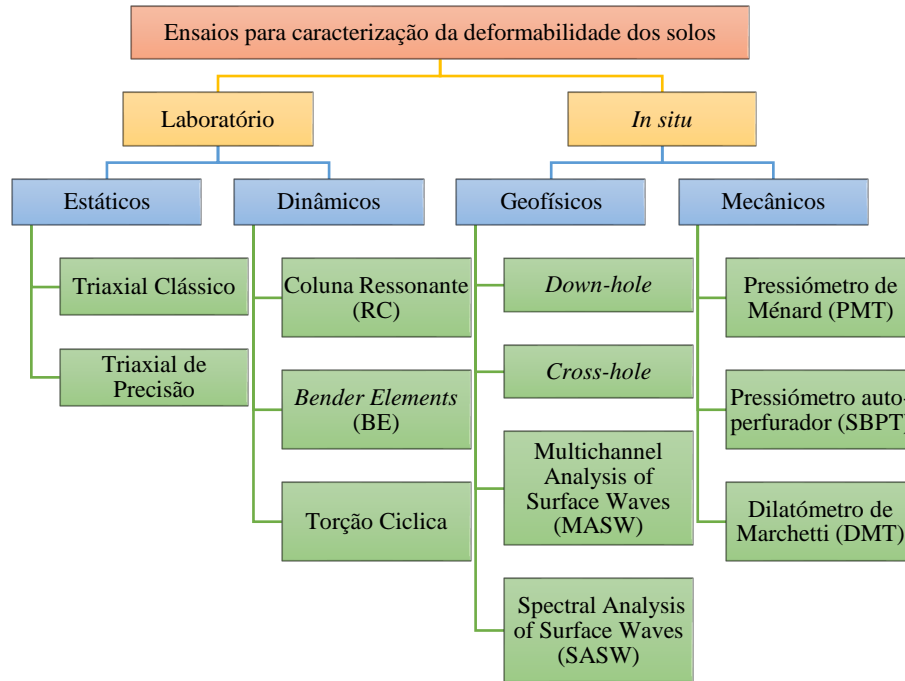 Ensaios para caracterização da deformabilidade dos solos
Laboratório
In situ
Estáticos
Dinâmicos
Geofísicos
Mecânicos
Triaxial Clássico
Triaxial de
Precisão
Coluna Ressonante
(RC)
Bender Elements
(BE)
Torção Ciclica
Down-hole
Cross-hole
Multichannel
Analysis of
Surface Waves
(MASW)
Spectral Analysis
of Surface Waves
(SASW)
Pressiómetro de
Ménard (PMT)
Pressiómetro auto-
perfurador (SBPT)
Dilatómetro de
Marchetti (DMT)